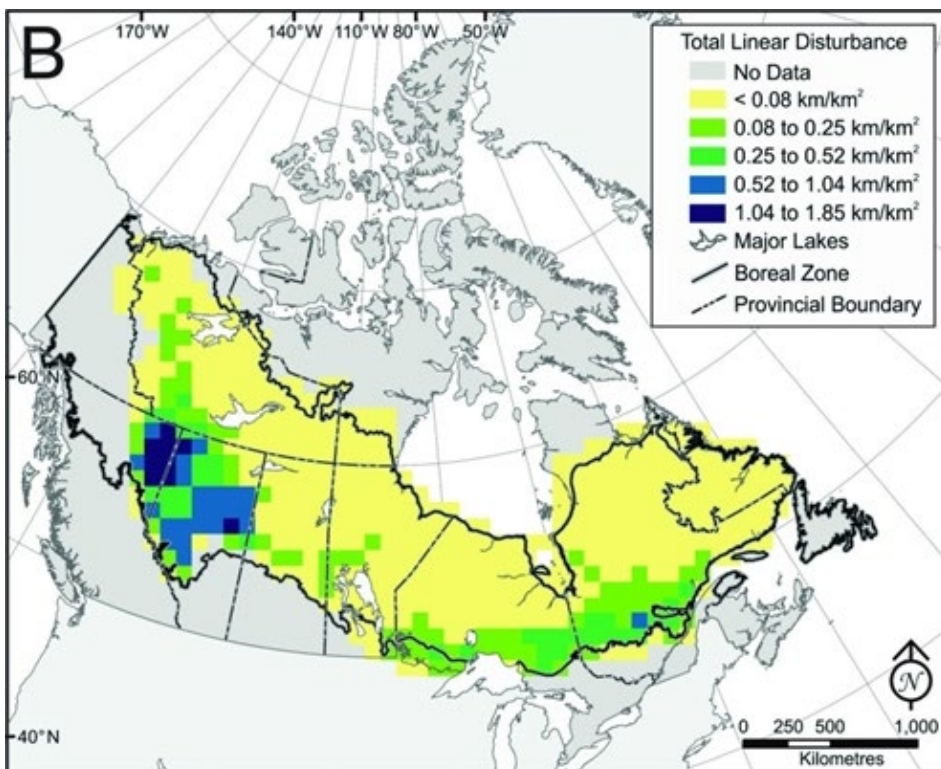 170°W 140°W 110°W 80°W 50°W
B
Total Linear Disturbance
No Data
< 0.08 km/km²
0.08 to 0.25 km/km²
0.25 to 0.52 km/km²
0.52 to 1.04 km/km²
1.04 to 1.85 km/km²
Major Lakes
Boreal Zone
Provincial Boundary
60°N
40°N
N
0 250 500 1,000
Kilometres